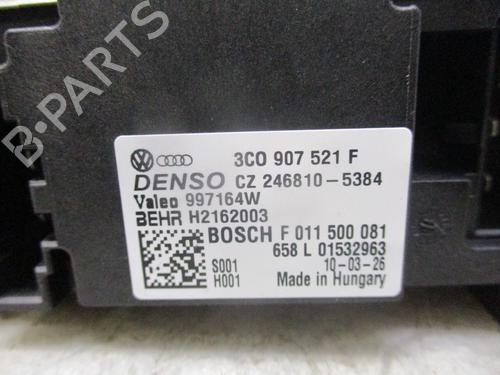 3C0 907 521 F
DENSO CZ 246810-5384
Valeo 997164W
BEHR H2162003
BOSCH F 011 500 081
658 L 01532963
S001 10-03-26
H001 Made in Hungary
B-PARTS